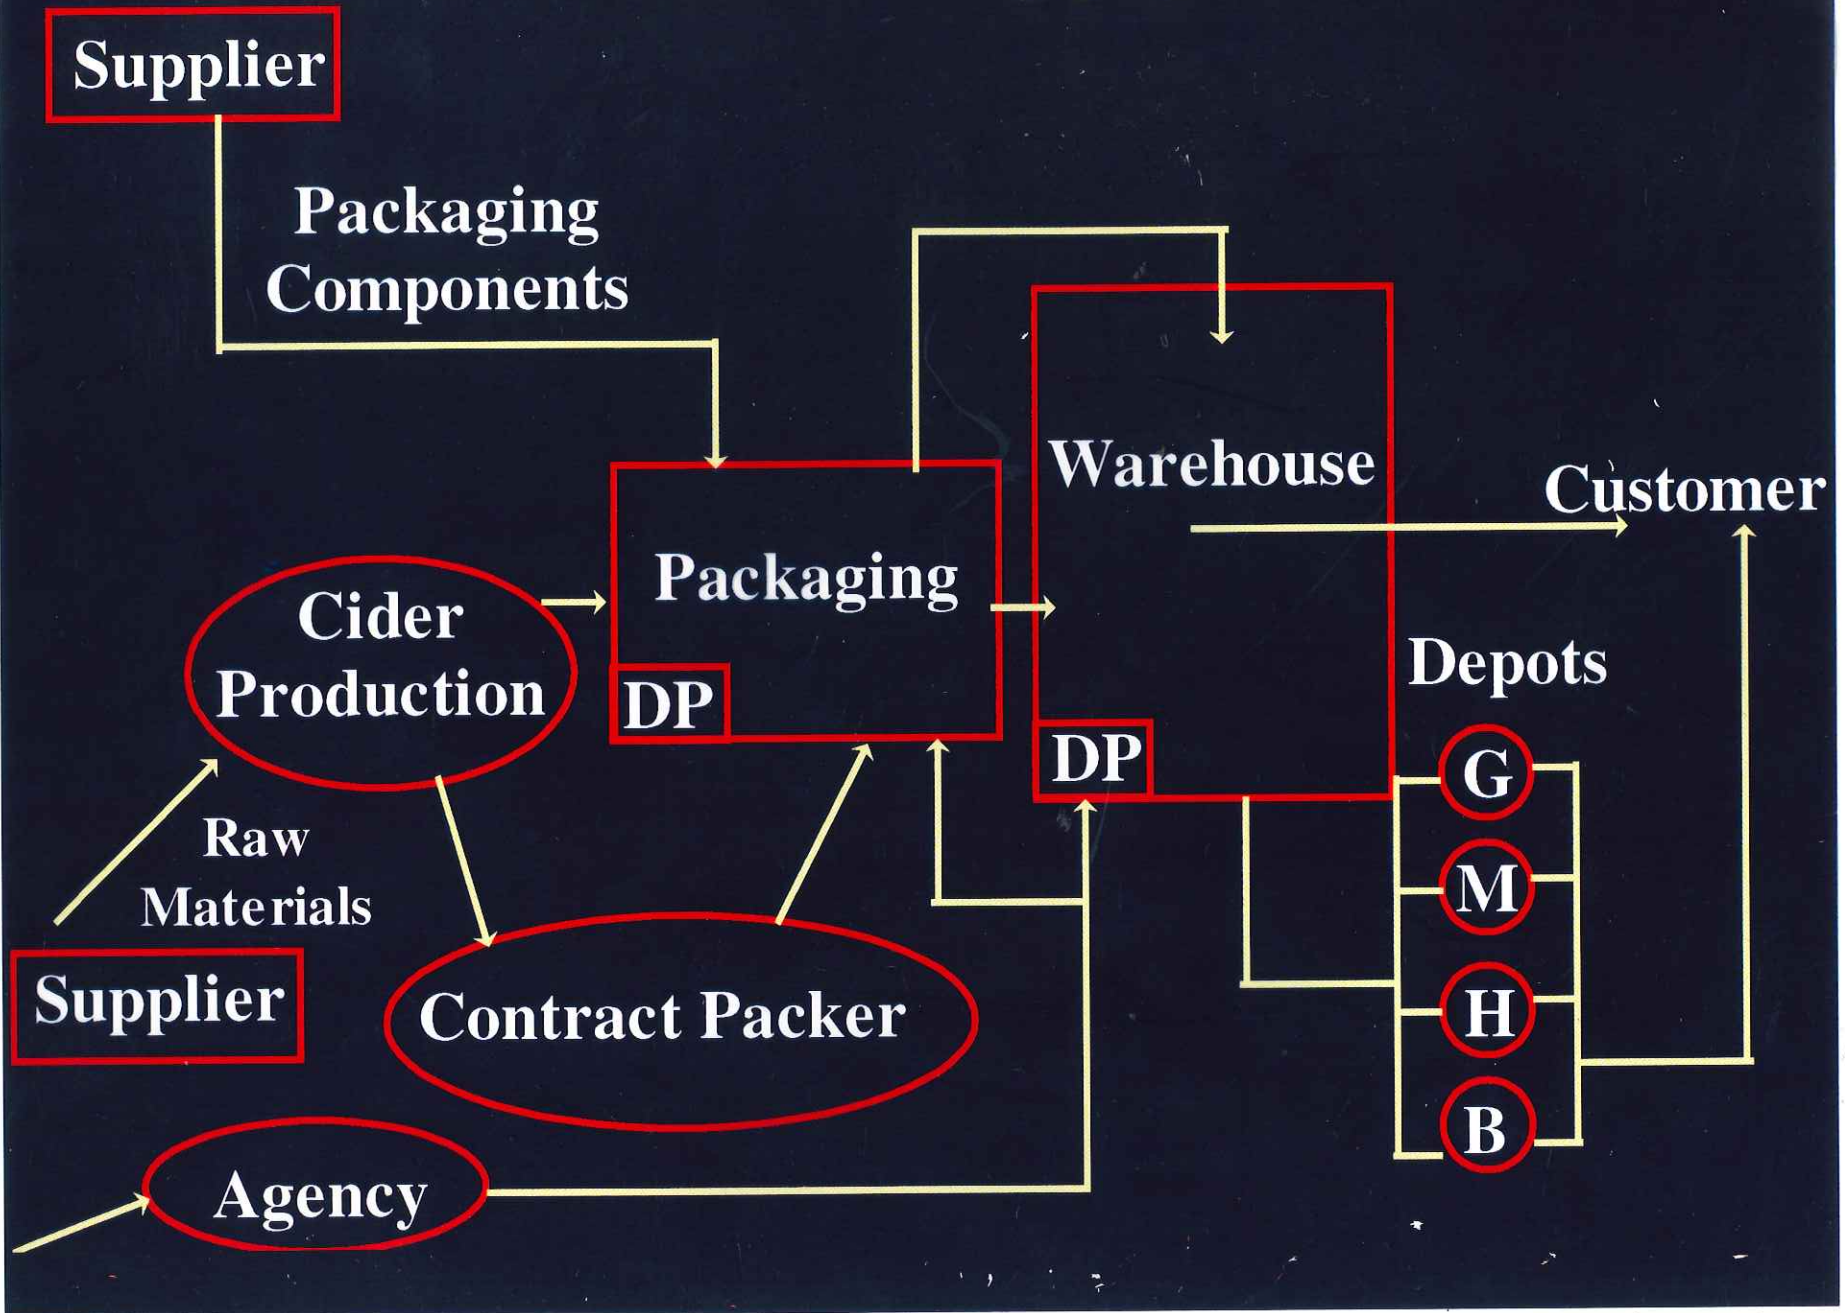 Supplier
Packaging
Components
Warehouse
Customer
Packaging
Cider
Production
DP
Depots
DP
G
M
H
B
Raw
Materials
Supplier
Contract Packer
Agency